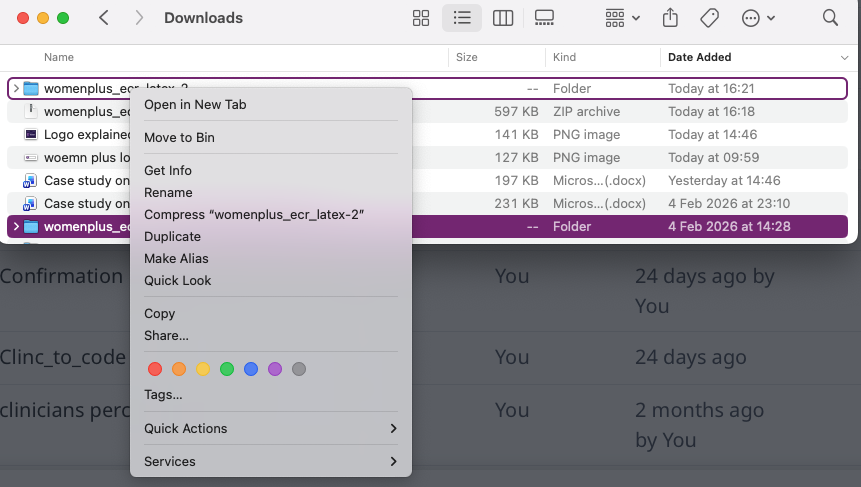 Downloads
Name Size Kind Date Added
womenplus_ecr_latex-2 -- Folder Today at 16:21
womenplus_ec 597 KB ZIP archive Today at 16:18
Logo explained 141 KB PNG image Today at 14:46
woemn plus lo 127 KB PNG image Today at 09:59
Case study on 197 KB Micros...(.docx) Yesterday at 14:46
Case study on 231 KB Micros...(.docx) 4 Feb 2026 at 23:10
womenplus_ec -- Folder 4 Feb 2026 at 14:28
Open in New Tab
Move to Bin
Get Info
Rename
Compress “womenplus_ecr_latex-2”
Duplicate
Make Alias
Quick Look
Copy
Share...
Tags...
Quick Actions
Services
Confirmation You 24 days ago by
You
Clinc_to_code You 24 days ago
clinicians perc You 2 months ago
by You